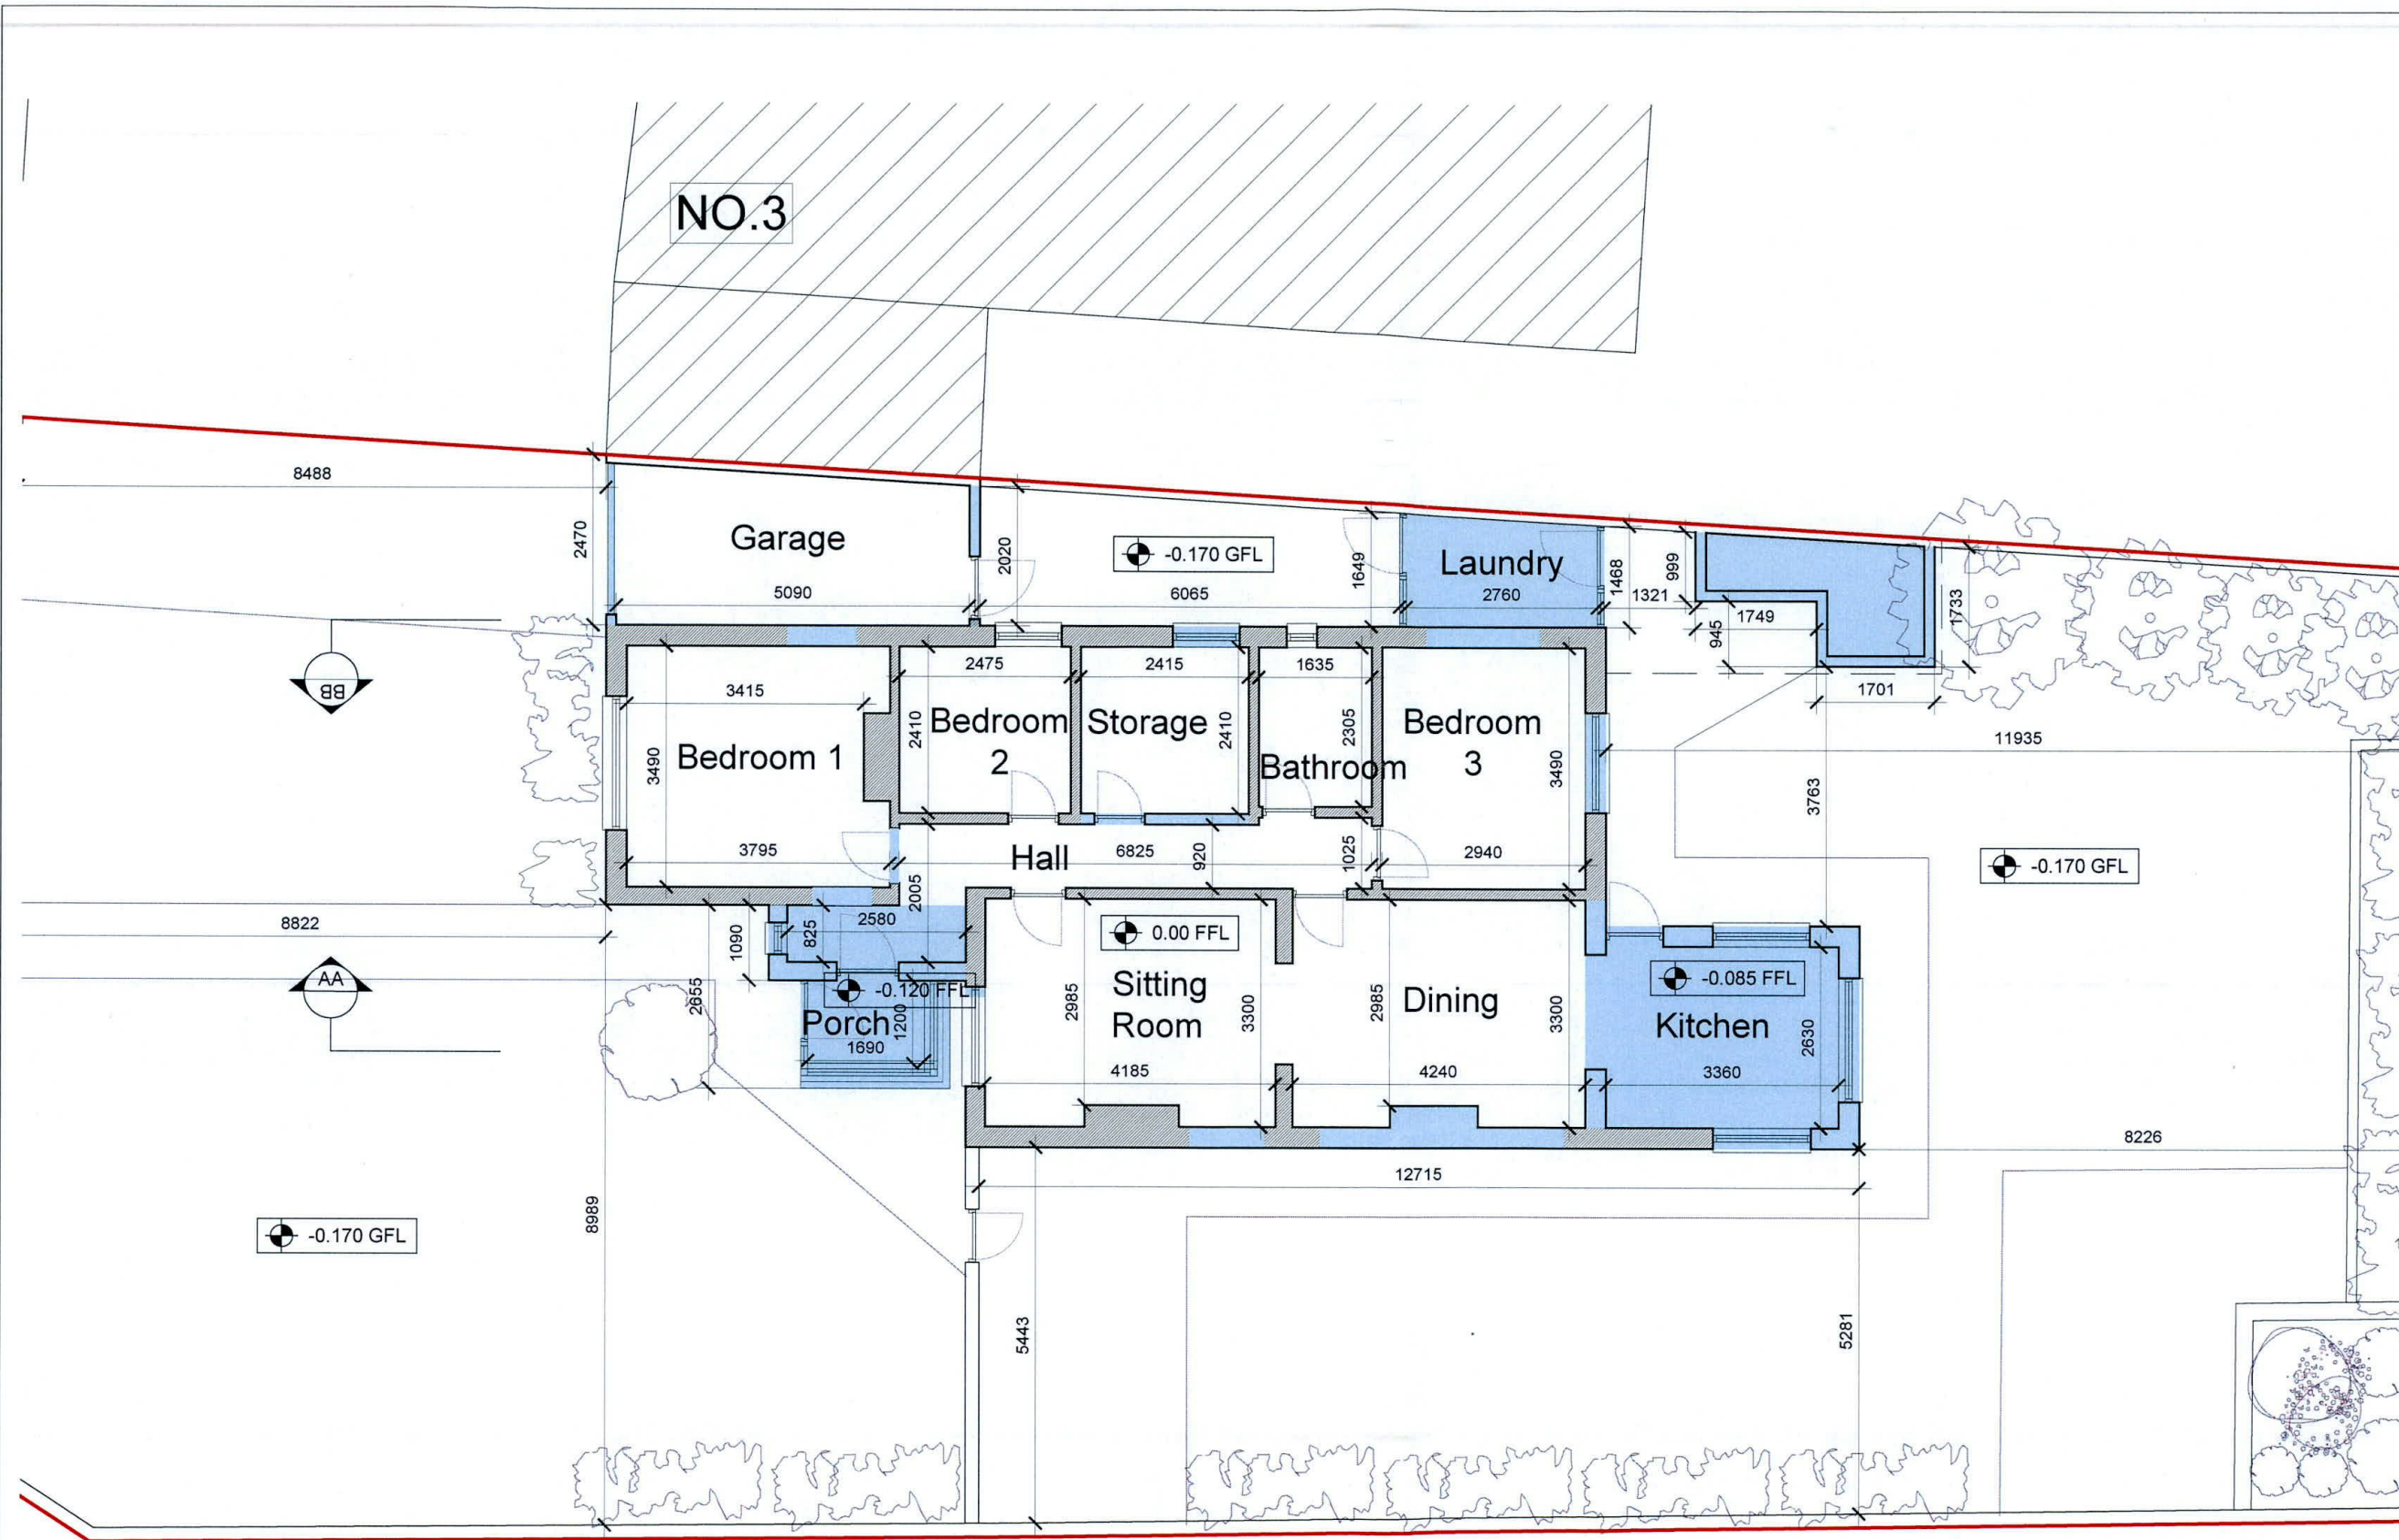 NO.3
8488
2470
Garage
5090
2020
-0.170 GFL
6065
1649
Laundry
2760
1468
1321
999
1749
945
1733
1701
BB
3415
3490
Bedroom 1
3795
2475
2410
Bedroom
2
2415
Storage
2410
1635
2305
Bathroom
Bedroom
3
3490
2940
11935
3763
-0.170 GFL
Hall
6825
920
1025
2005
8822
AA
2655
1090
825
2580
-0.120 FFL
Porch
1200
1690
0.00 FFL
Sitting
Room
2985
3300
4185
2985
Dining
3300
4240
-0.085 FFL
Kitchen
2630
3360
8226
12715
8989
-0.170 GFL
5443
5281